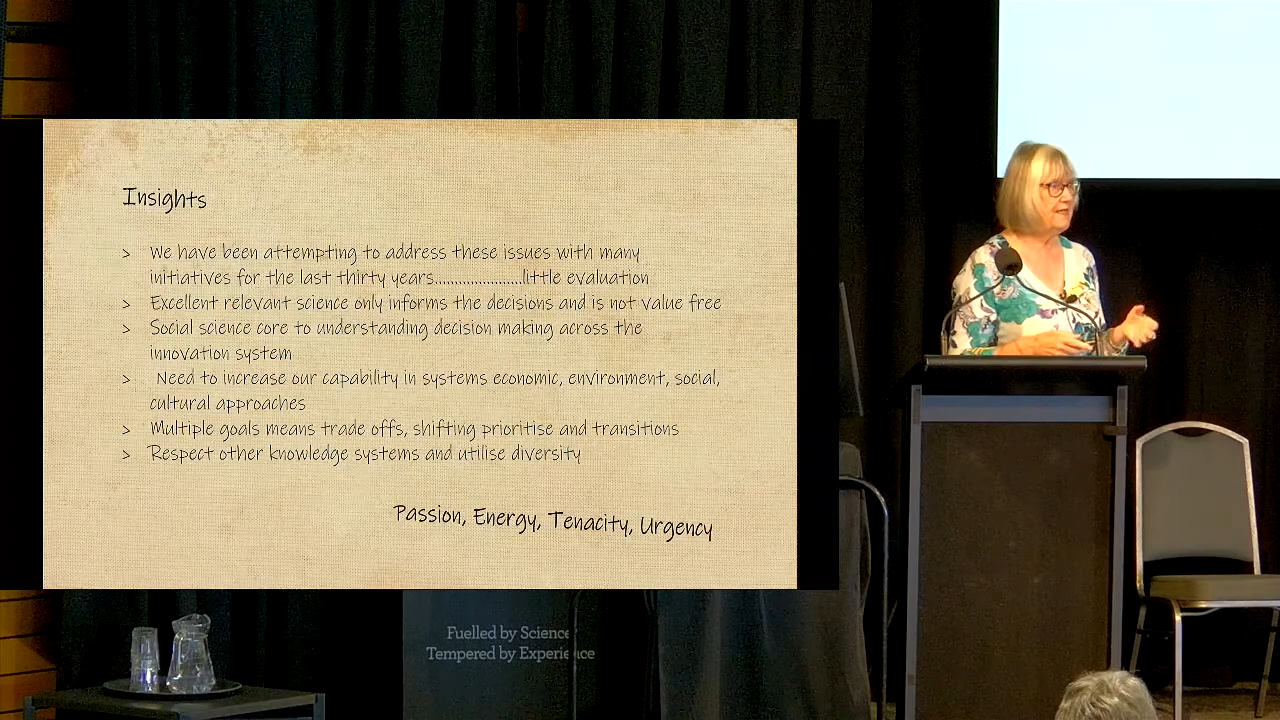 Insights
> We have been attempting to address these issues with many
initiatives for the last thirty years......................little evaluation
> Excellent relevant science only informs the decisions and is not value free
> Social science core to understanding decision making across the
innovation system
> Need to increase our capability in systems economic, environment, social,
cultural approaches
> Multiple goals means trade offs, shifting prioritise and transitions
> Respect other knowledge systems and utilise diversity
Passion, Energy, Tenacity, Urgency
Fuelled by Science
Tempered by Experience